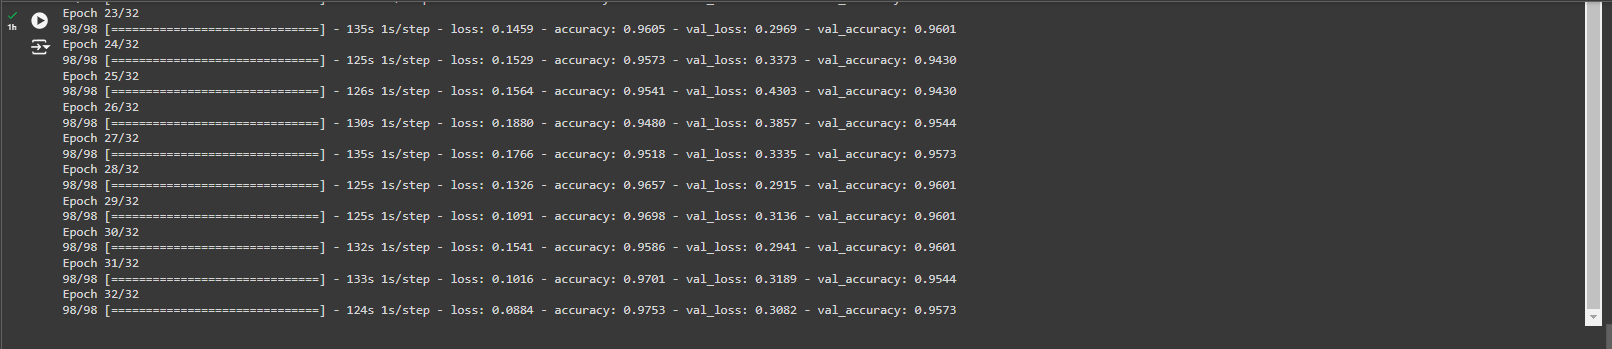 Epoch 23/32
98/98 [==============================] - 135s 1s/step - loss: 0.1459 - accuracy: 0.9605 - val_loss: 0.2969 - val_accuracy: 0.9601
Epoch 24/32
98/98 [==============================] - 125s 1s/step - loss: 0.1529 - accuracy: 0.9573 - val_loss: 0.3373 - val_accuracy: 0.9430
Epoch 25/32
98/98 [==============================] - 126s 1s/step - loss: 0.1564 - accuracy: 0.9541 - val_loss: 0.4303 - val_accuracy: 0.9430
Epoch 26/32
98/98 [==============================] - 130s 1s/step - loss: 0.1880 - accuracy: 0.9480 - val_loss: 0.3857 - val_accuracy: 0.9544
Epoch 27/32
98/98 [==============================] - 135s 1s/step - loss: 0.1766 - accuracy: 0.9518 - val_loss: 0.3335 - val_accuracy: 0.9573
Epoch 28/32
98/98 [==============================] - 125s 1s/step - loss: 0.1326 - accuracy: 0.9657 - val_loss: 0.2915 - val_accuracy: 0.9601
Epoch 29/32
98/98 [==============================] - 125s 1s/step - loss: 0.1091 - accuracy: 0.9698 - val_loss: 0.3136 - val_accuracy: 0.9601
Epoch 30/32
98/98 [==============================] - 132s 1s/step - loss: 0.1541 - accuracy: 0.9586 - val_loss: 0.2941 - val_accuracy: 0.9601
Epoch 31/32
98/98 [==============================] - 133s 1s/step - loss: 0.1016 - accuracy: 0.9701 - val_loss: 0.3189 - val_accuracy: 0.9544
Epoch 32/32
98/98 [==============================] - 124s 1s/step - loss: 0.0884 - accuracy: 0.9753 - val_loss: 0.3082 - val_accuracy: 0.9573
1h